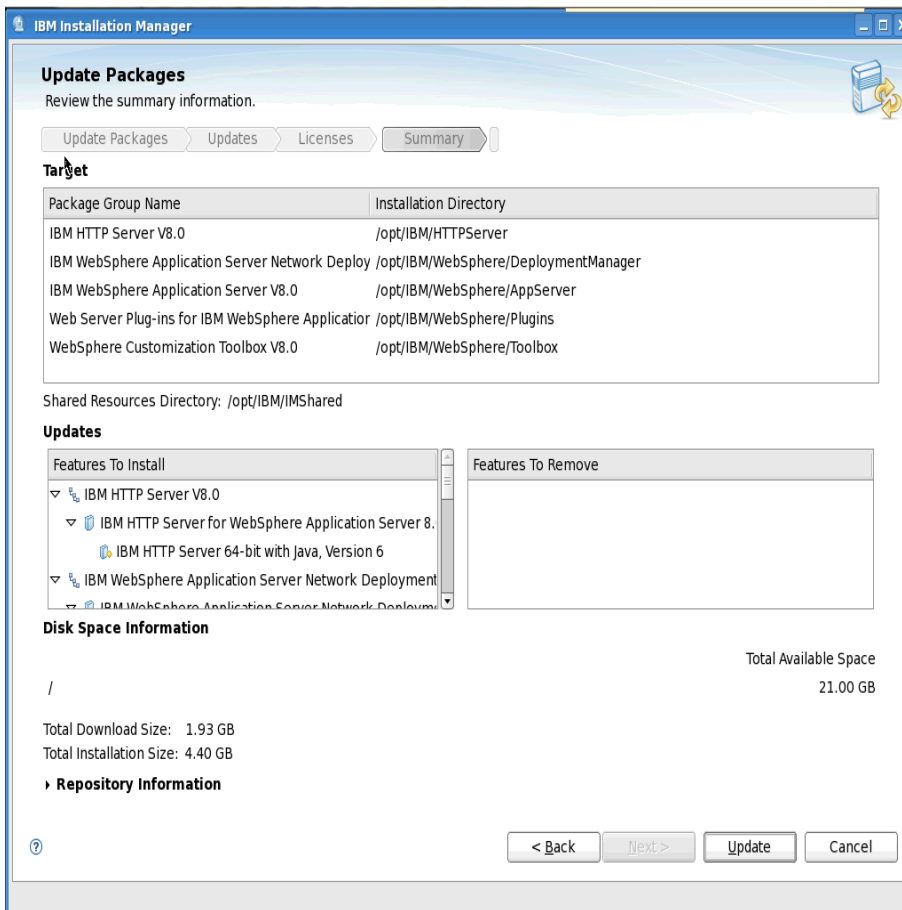 IBM Installation Manager
Update Packages
Review the summary information.
Update Packages Updates Licenses Summary
Target
Package Group Name Installation Directory
IBM HTTP Server V8.0 /opt/IBM/HTTPServer
IBM WebSphere Application Server Network Deploy /opt/IBM/WebSphere/DeploymentManager
IBM WebSphere Application Server V8.0 /opt/IBM/WebSphere/AppServer
Web Server Plug-ins for IBM WebSphere Application /opt/IBM/WebSphere/Plugins
WebSphere Customization Toolbox V8.0 /opt/IBM/WebSphere/Toolbox
Shared Resources Directory: /opt/IBM/IMShared
Updates
Features To Install Features To Remove
IBM HTTP Server V8.0
IBM HTTP Server for WebSphere Application Server 8.
IBM HTTP Server 64-bit with Java, Version 6
IBM WebSphere Application Server Network Deployment
IBM WebSphere Application Server Network Deployme
Disk Space Information
Total Available Space
/ 21.00 GB
Total Download Size: 1.93 GB
Total Installation Size: 4.40 GB
Repository Information
? < Back Next > Update Cancel